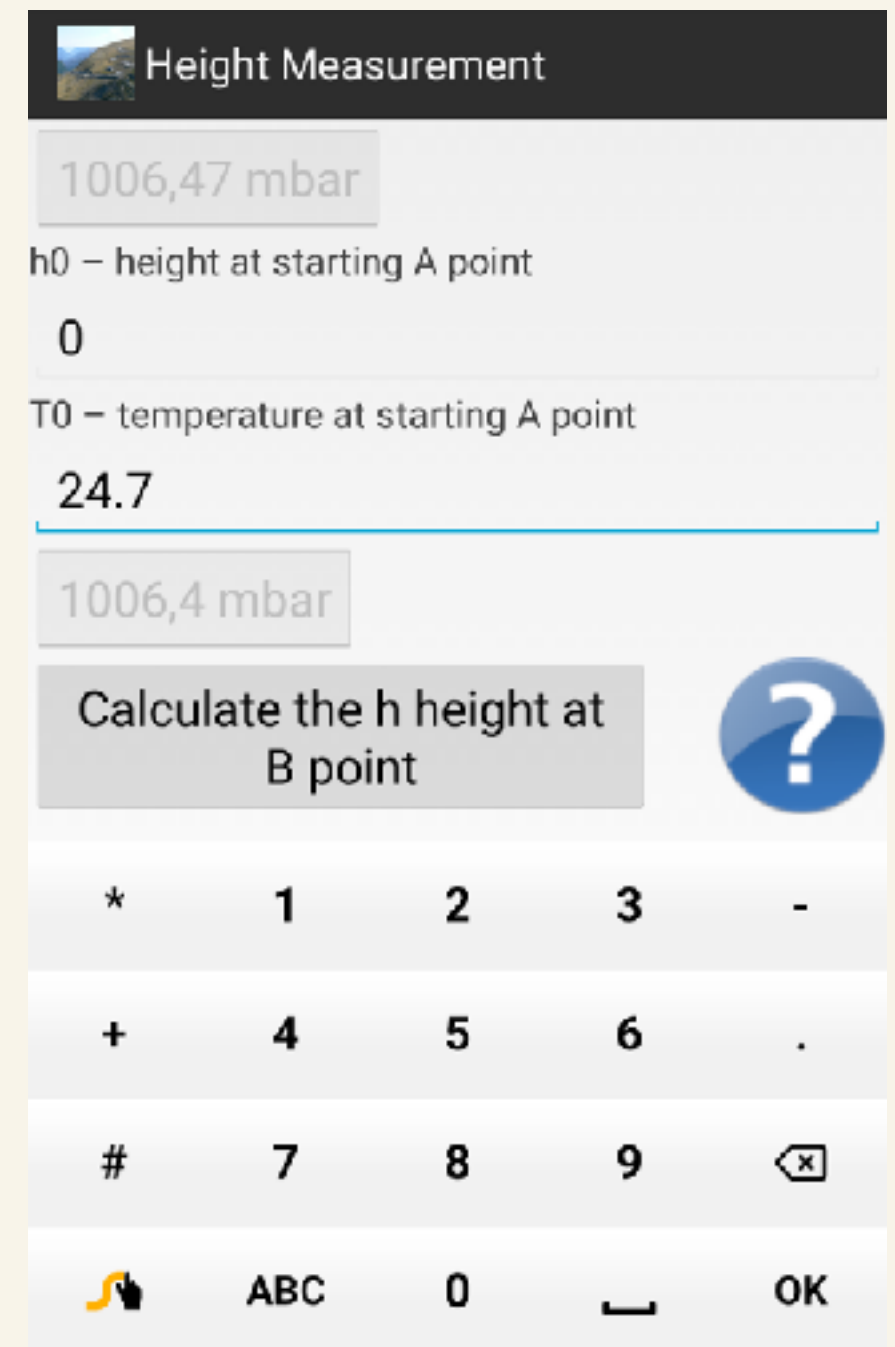 Height Measurement
1006,47 mbar
h0 – height at starting A point
0
T0 – temperature at starting A point
24.7
1006,4 mbar
Calculate the h height at
B point
?
* 1 2 3 -
+ 4 5 6 .
# 7 8 9
ABC 0 OK